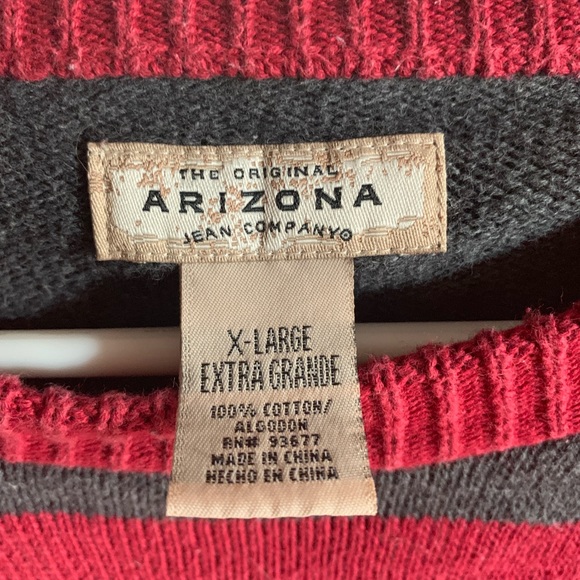 THE ORIGINAL
ARIZONA
JEAN COMPANY®
X-LARGE
EXTRA GRANDE
100% COTTON/
ALGODON
RN# 93677
MADE IN CHINA
HECHO EN CHINA